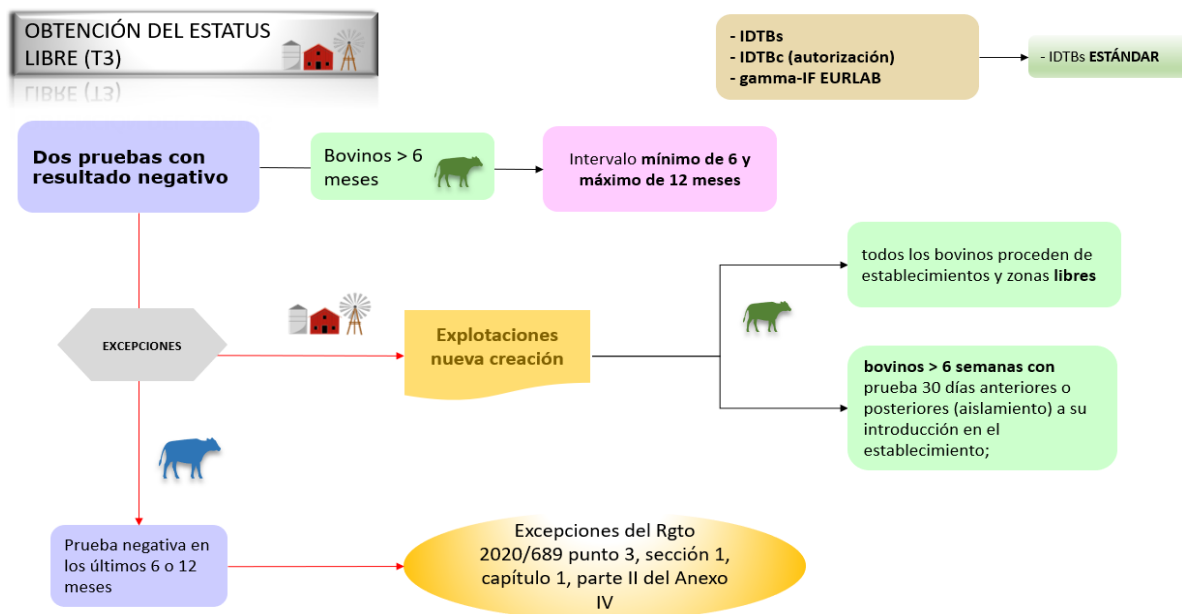 OBTENCIÓN DEL ESTATUS
LIBRE (T3)
- IDTBs
- IDTBc (autorización)
- gamma-IF EURLAB
- IDTBs ESTÁNDAR
Dos pruebas con
resultado negativo
Bovinos > 6
meses
Intervalo mínimo de 6 y
máximo de 12 meses
EXCEPCIONES
Explotaciones
nueva creación
todos los bovinos proceden de
establecimientos y zonas libres
bovinos > 6 semanas con
prueba 30 días anteriores o
posteriores (aislamiento) a su
introducción en el
establecimiento;
Prueba negativa en
los últimos 6 o 12
meses
Excepciones del Rgto
2020/689 punto 3, sección 1,
capítulo 1, parte II del Anexo
IV